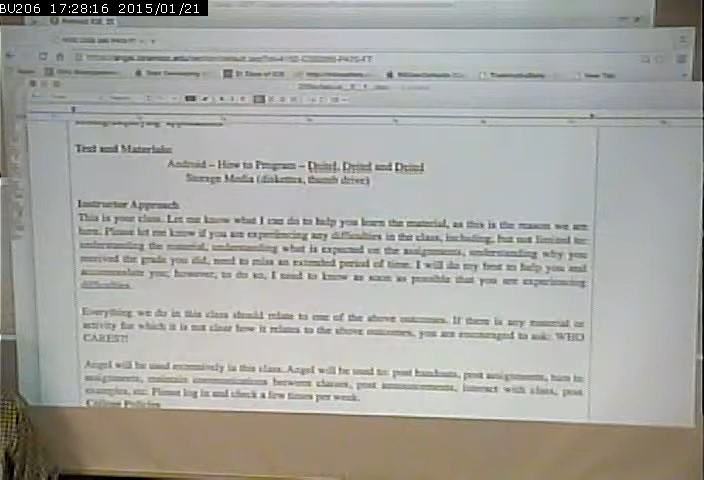 BU206 17:28:16 2015/01/21
Text and Materials:
Android – How to Program – Deitel, Deitel and Deitel
Storage Media (diskettes, thumb drive)
Instructor Approach
This is your class. Let me know what I can do to help you learn the material, as this is the reason we are
here. Please let me know if you are experiencing any difficulties in the class, including, but not limited to:
understanding the material, understanding what is expected on the assignment, understanding why you
received the grade you did, need to miss an extended period of time. I will do my best to help you and
accommodate you; however, to do so, I need to know as soon as possible that you are experiencing
difficulties.
Everything we do in this class should relate to one of the above outcomes. If there is any material or
activity for which it is not clear how it relates to the above outcomes, you are encouraged to ask: WHO
CARES?!
Angel will be used extensively in this class. Angel will be used to: post handouts, post assignments, turn in
assignments, maintain communications between classes, post announcements, interact with class, post
examples, etc. Please log in and check a few times per week.
College Policies